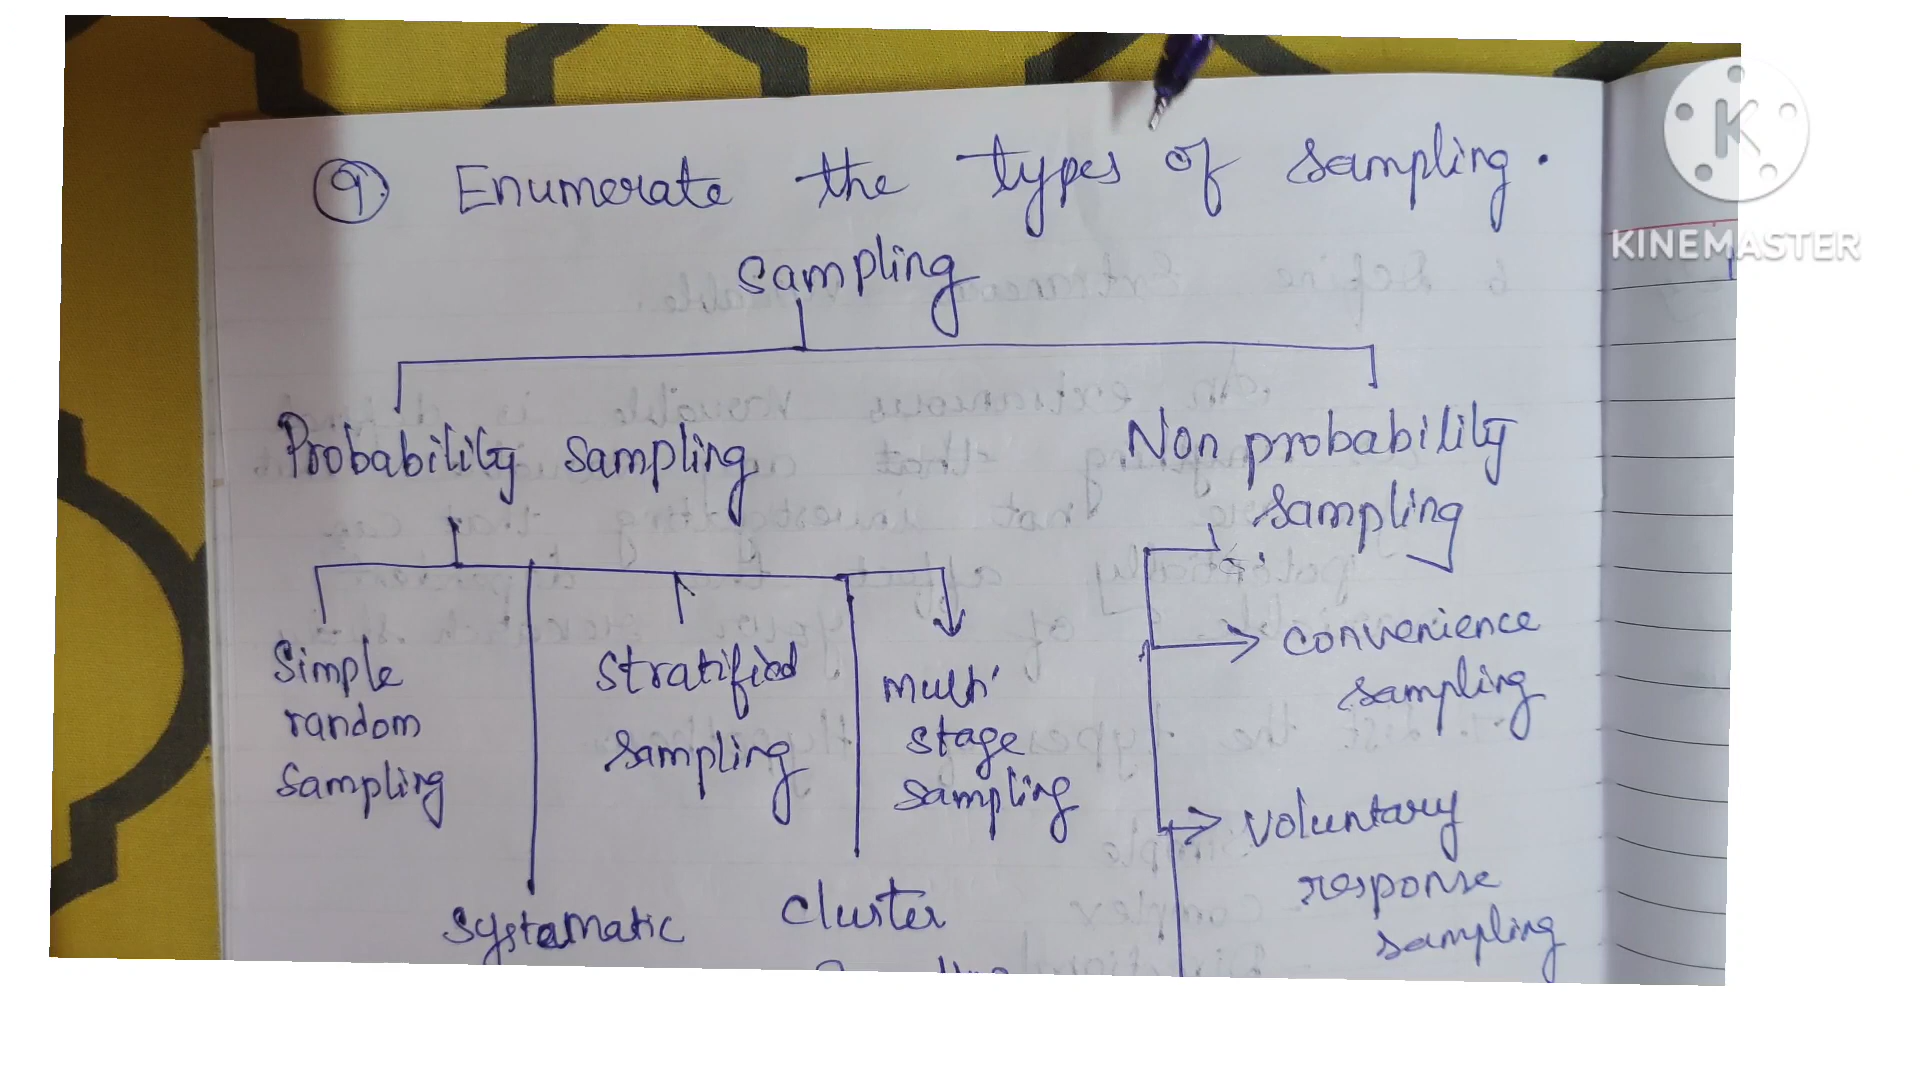 9 Enumerate the types of sampling.
Sampling
Probability sampling
Non probability
sampling
Simple
random
sampling
Systematic
Stratified
sampling
Cluster
Multi
stage
sampling
convenience
sampling
voluntary
response
sampling
KINEMASTER